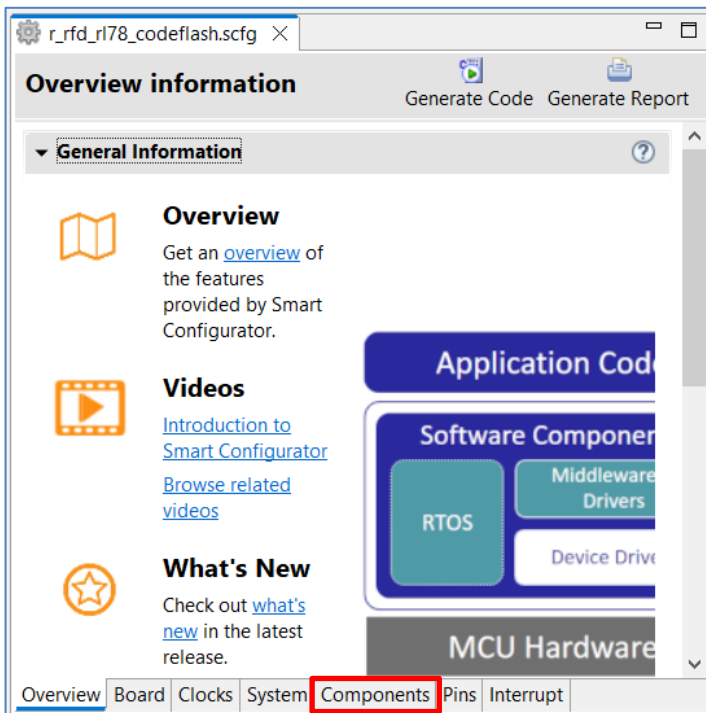 r_rfd_rl78_codeflash.scfg
Overview information
Generate Code Generate Report
General Information
Overview
Get an overview of
the features
provided by Smart
Configurator.
Videos
Introduction to
Smart Configurator
Browse related
videos
What's New
Check out what's
new in the latest
release.
Application Code
Software Componen
RTOS
Middleware
Drivers
Device Drive
MCU Hardware
Overview Board Clocks System Components Pins Interrupt